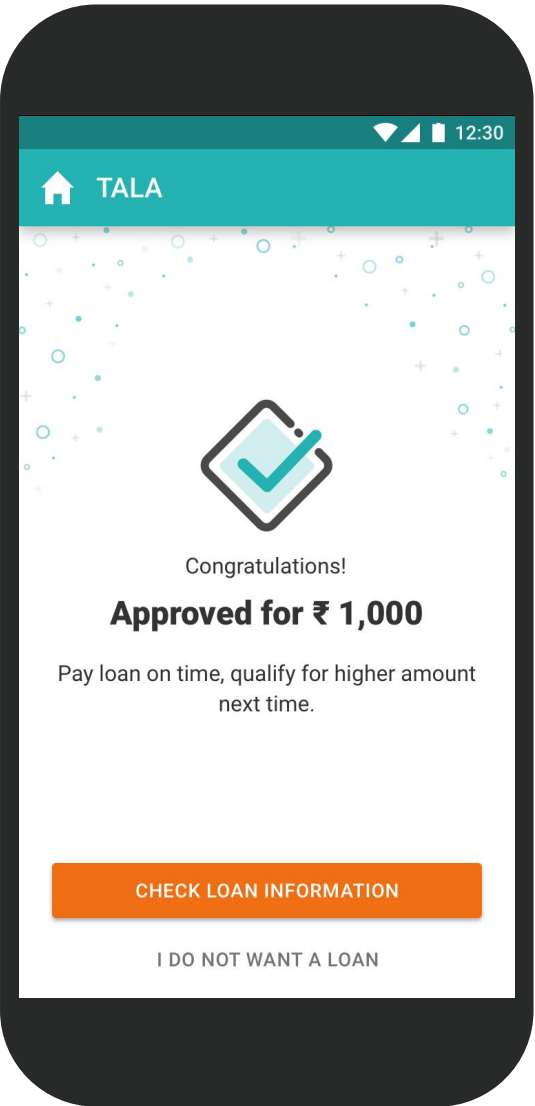 12:30
TALA
Congratulations!
Approved for ₹ 1,000
Pay loan on time, qualify for higher amount
next time.
CHECK LOAN INFORMATION
I DO NOT WANT A LOAN